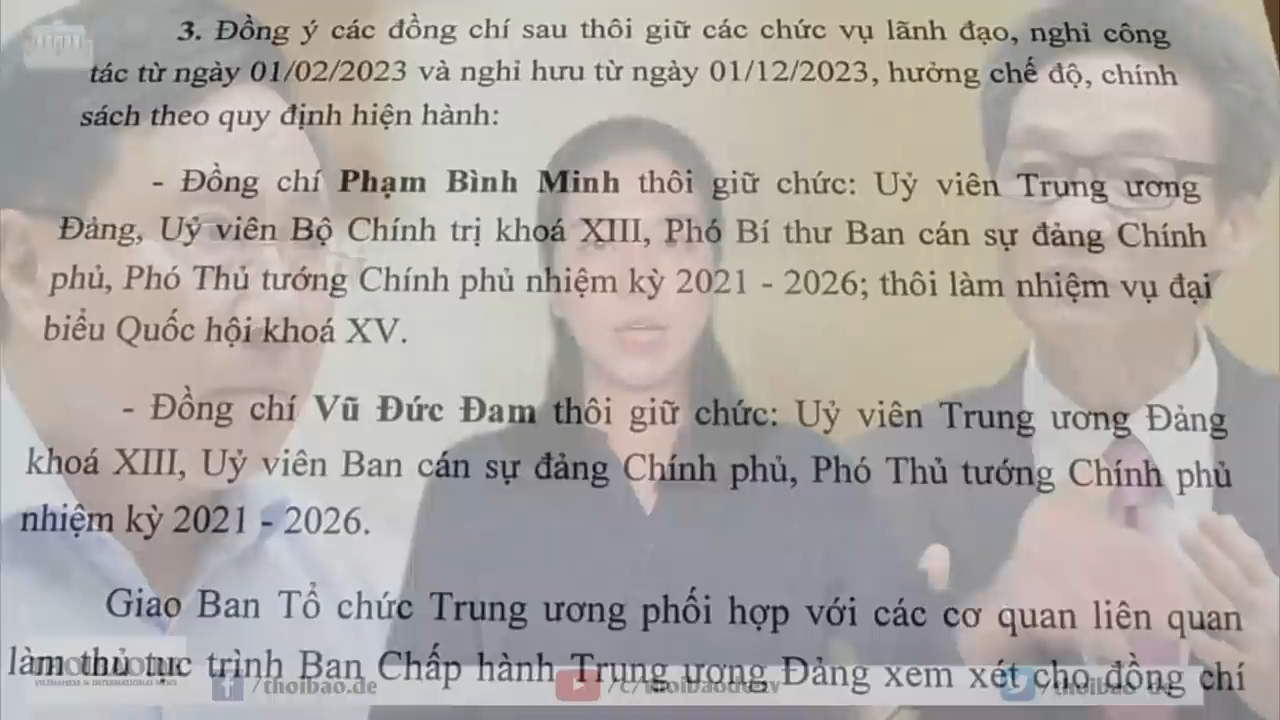 3. Đồng ý các đồng chí sau thôi giữ các chức vụ lãnh đạo, nghỉ công
tác từ ngày 01/02/2023 và nghỉ hưu từ ngày 01/12/2023, hưởng chế độ, chính
sách theo quy định hiện hành:
- Đồng chí Phạm Bình Minh thôi giữ chức: Uỷ viên Trung ương
Đảng, Uỷ viên Bộ Chính trị khoá XIII, Phó Bí thư Ban cán sự đảng Chính
phủ, Phó Thủ tướng Chính phủ nhiệm kỳ 2021 - 2026; thôi làm nhiệm vụ đại
biểu Quốc hội khoá XV.
- Đồng chí Vũ Đức Đam thôi giữ chức: Uỷ viên Trung ương Đảng
khoá XIII, Uỷ viên Ban cán sự đảng Chính phủ, Phó Thủ tướng Chính phủ
nhiệm kỳ 2021 - 2026.
Giao Ban Tổ chức Trung ương phối hợp với các cơ quan liên quan
làm thủ tục trình Ban Chấp hành Trung ương Đảng xem xét cho đồng chí
VIETNAMESE & INTERNATIONAL NEWS
/thoibao.de